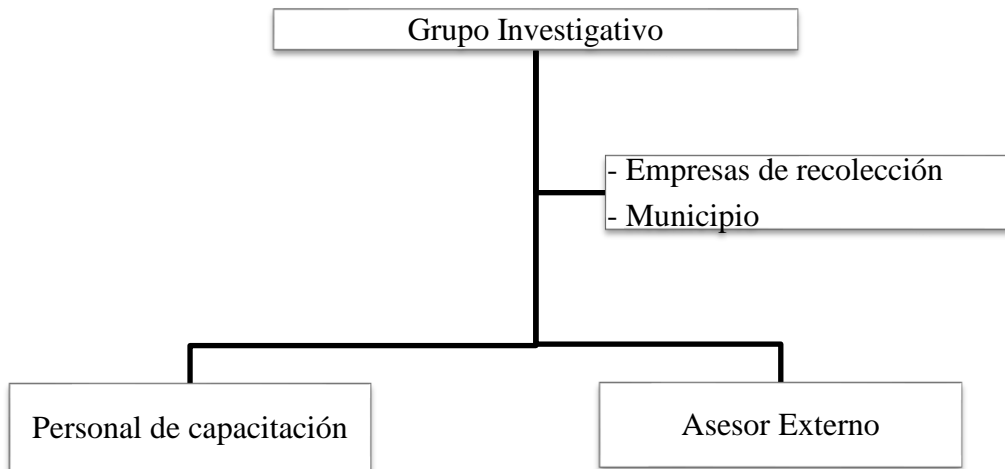 Grupo Investigativo
- Empresas de recolección
- Municipio
Personal de capacitación
Asesor Externo